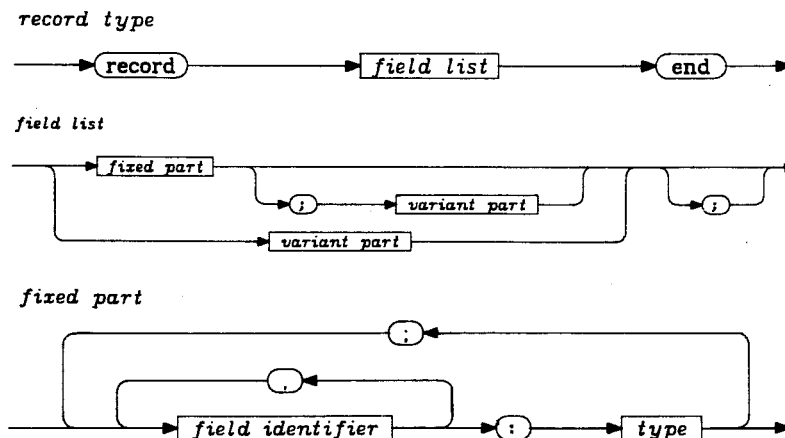 record type
record field list end
field list
fixed part
; variant part ;
variant part
fixed part
;
,
field identifier : type